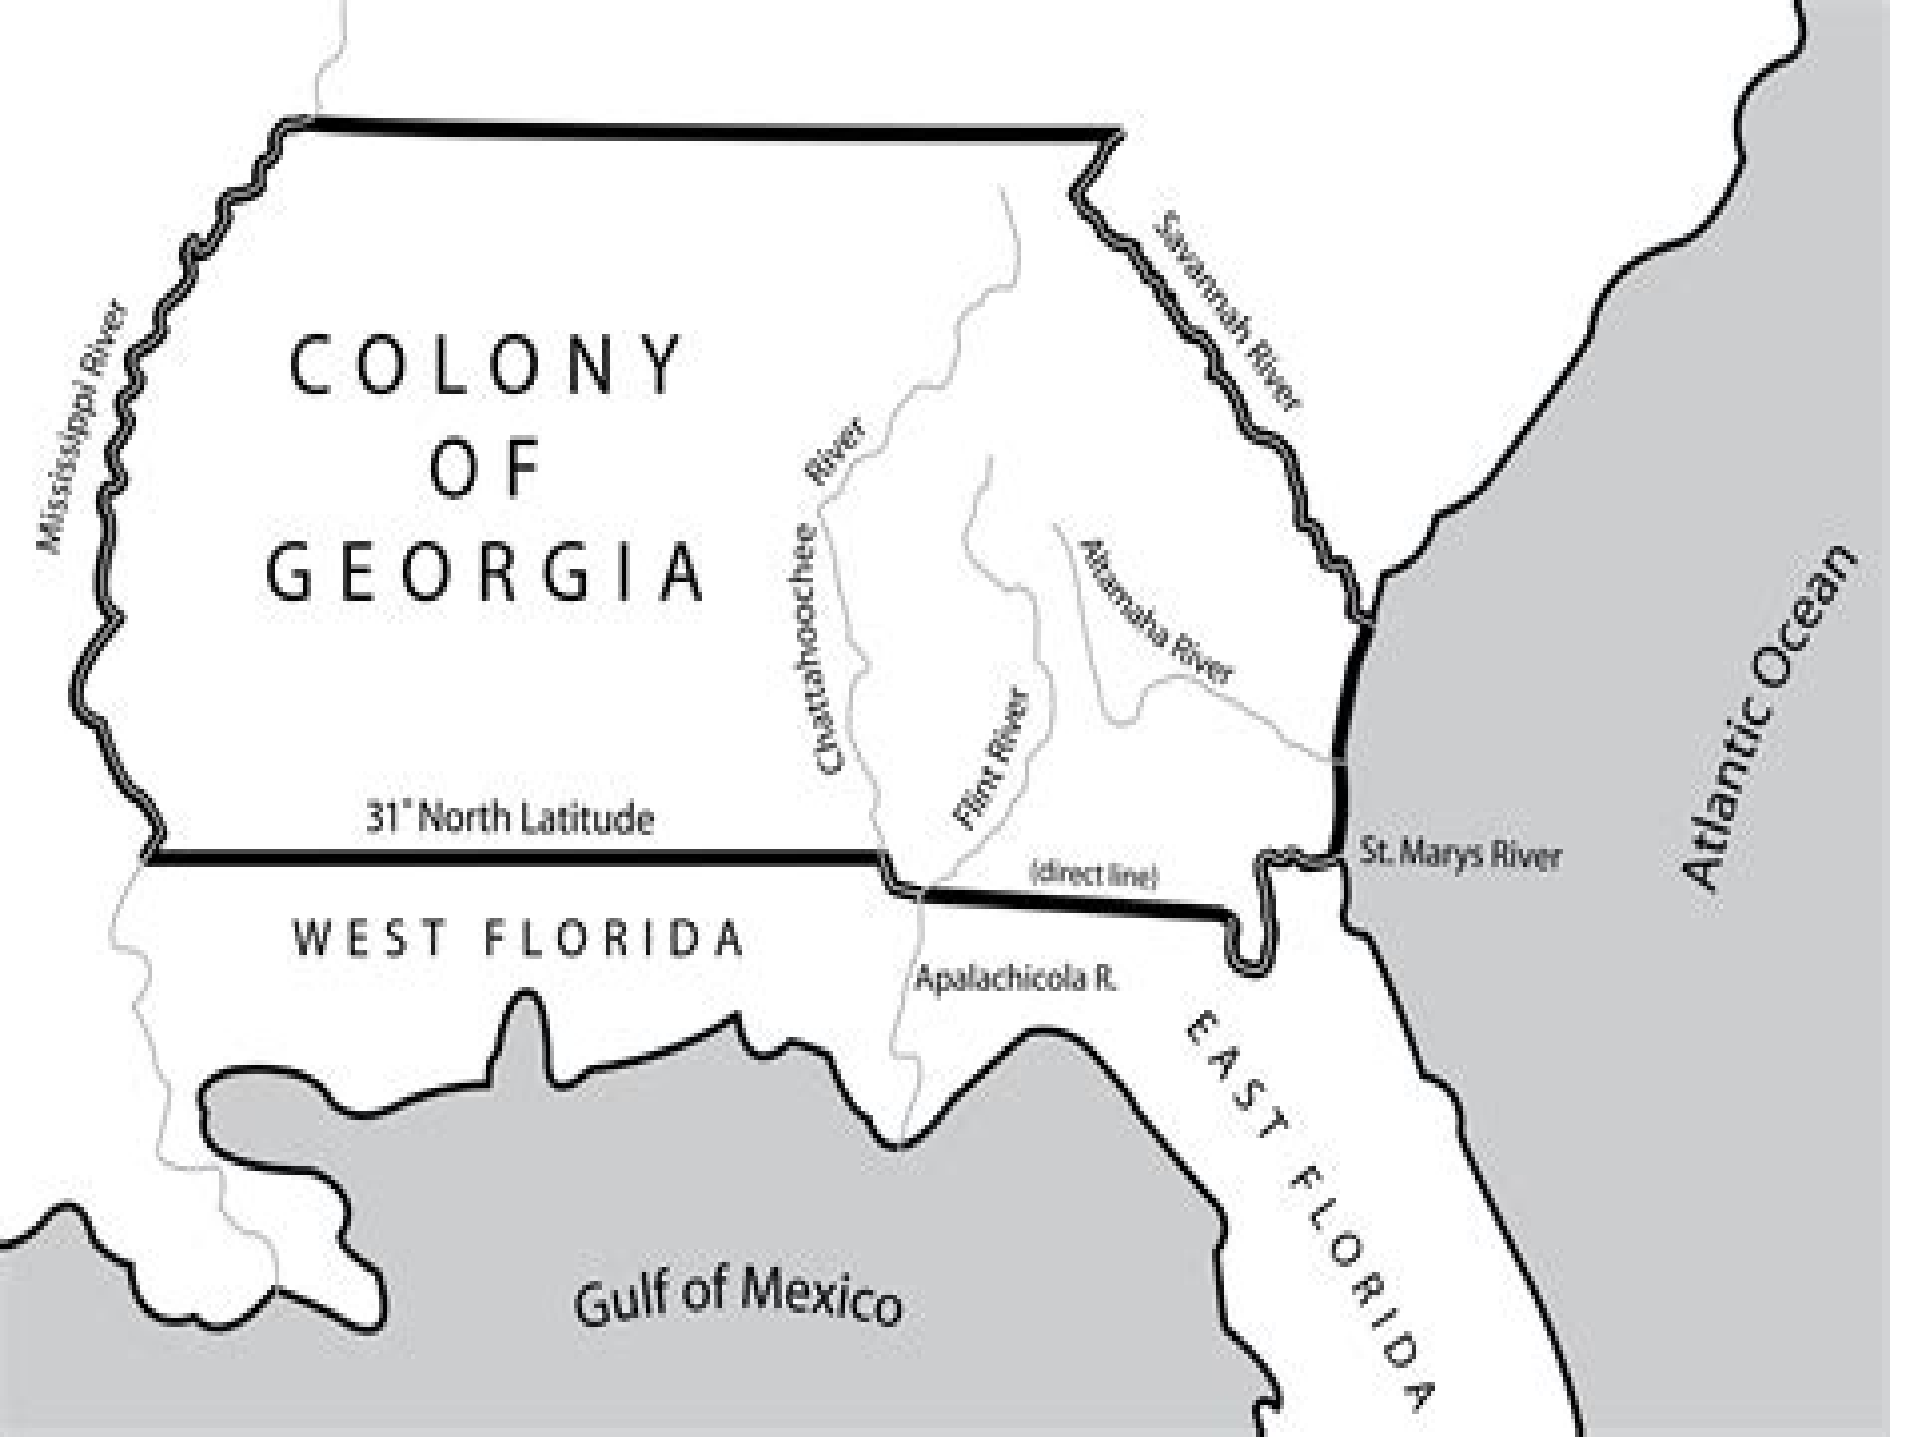 Savannah River
Mississippi River
COLONY
OF
GEORGIA
Chattahoochee River
Altamaha River
Flint River
Atlantic Ocean
31° North Latitude
(direct line)
St. Marys River
WEST FLORIDA
Apalachicola R.
EAST FLORIDA
Gulf of Mexico